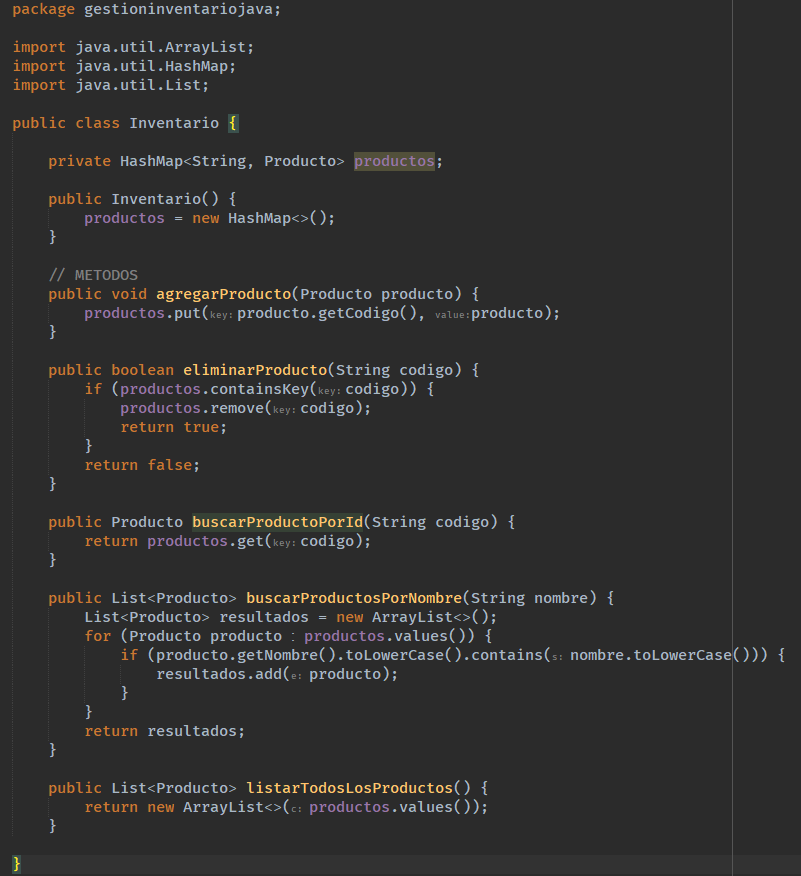 package gestioninventariojava;
import java.util.ArrayList;
import java.util.HashMap;
import java.util.List;
public class Inventario {
private HashMap<String, Producto> productos;
public Inventario() {
productos = new HashMap<>();
}
// METODOS
public void agregarProducto(Producto producto) {
productos.put(key: producto.getCodigo(), value:producto);
}
public boolean eliminarProducto(String codigo) {
if (productos.containsKey(key: codigo)) {
productos.remove(key: codigo);
return true;
}
return false;
}
public Producto buscarProductoPorId(String codigo) {
return productos.get(key: codigo);
}
public List<Producto> buscarProductosPorNombre(String nombre) {
List<Producto> resultados = new ArrayList<>();
for (Producto producto : productos.values()) {
if (producto.getNombre().toLowerCase().contains(s: nombre.toLowerCase())) {
resultados.add(e: producto);
}
}
return resultados;
}
public List<Producto> listarTodosLosProductos() {
return new ArrayList<>(c: productos.values());
}
}